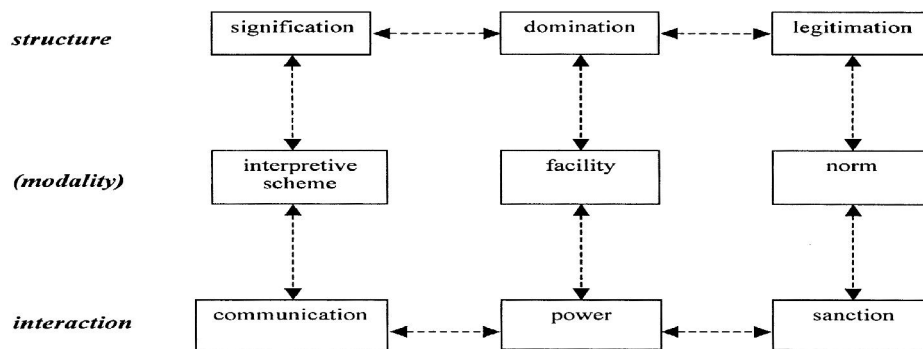 structure
signification
domination
legitimation
(modality)
interpretive
scheme
facility
norm
interaction
communication
power
sanction